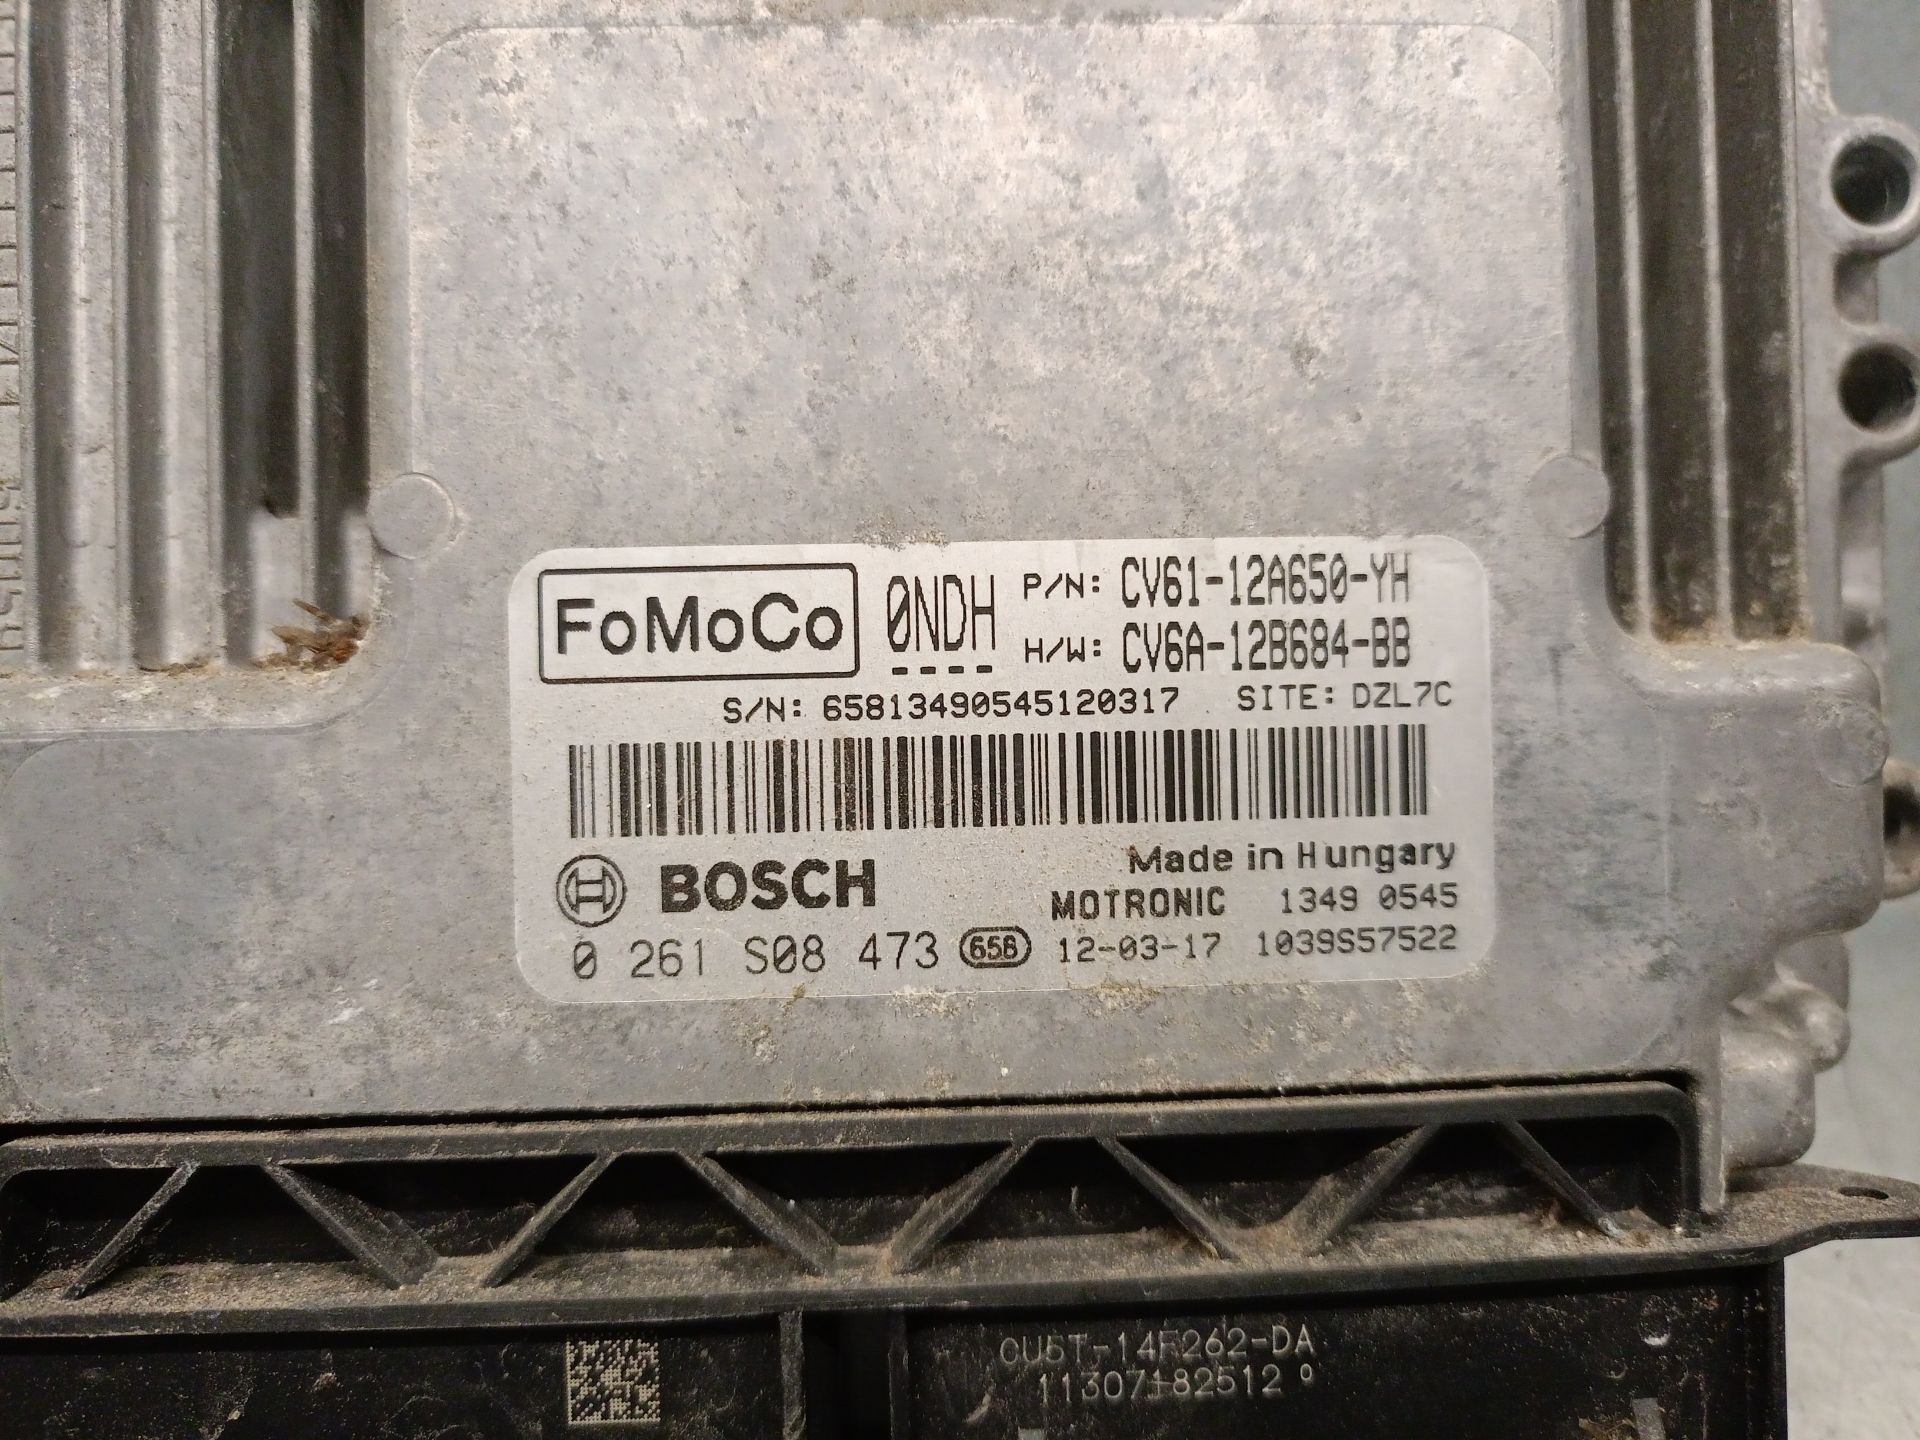 FoMoCo 0NDH P/N: CV61-12A650-YH
H/W: CV6A-12B684-BB
S/N: 65813490545120317 SITE: DZL7C
BOSCH Made in Hungary
MOTRONIC 1349 0545
0 261 S08 473 658 12-03-17 1039S57522
CU5T-14F262-DA
11307182512